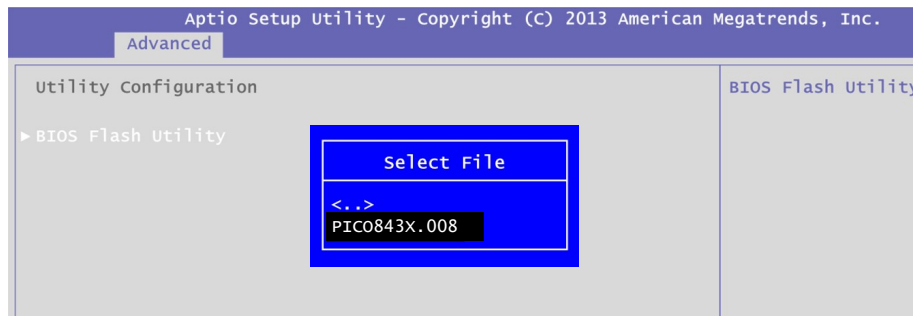 Aptio Setup Utility – Copyright (C) 2013 American Megatrends, Inc.
Advanced
Utility Configuration
BIOS Flash Utility
►BIOS Flash Utility
Select File
<..>
PICO843X.008